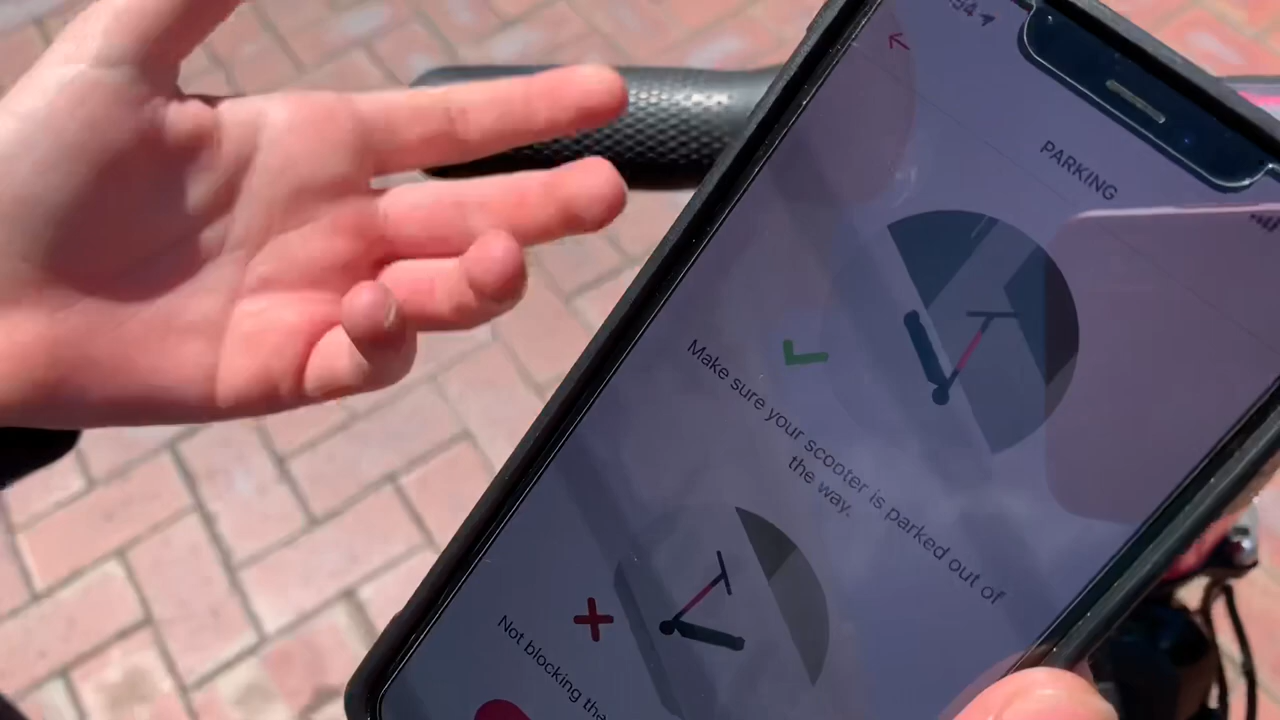 PARKING
Make sure your scooter is parked out of
the way.
Not blocking the